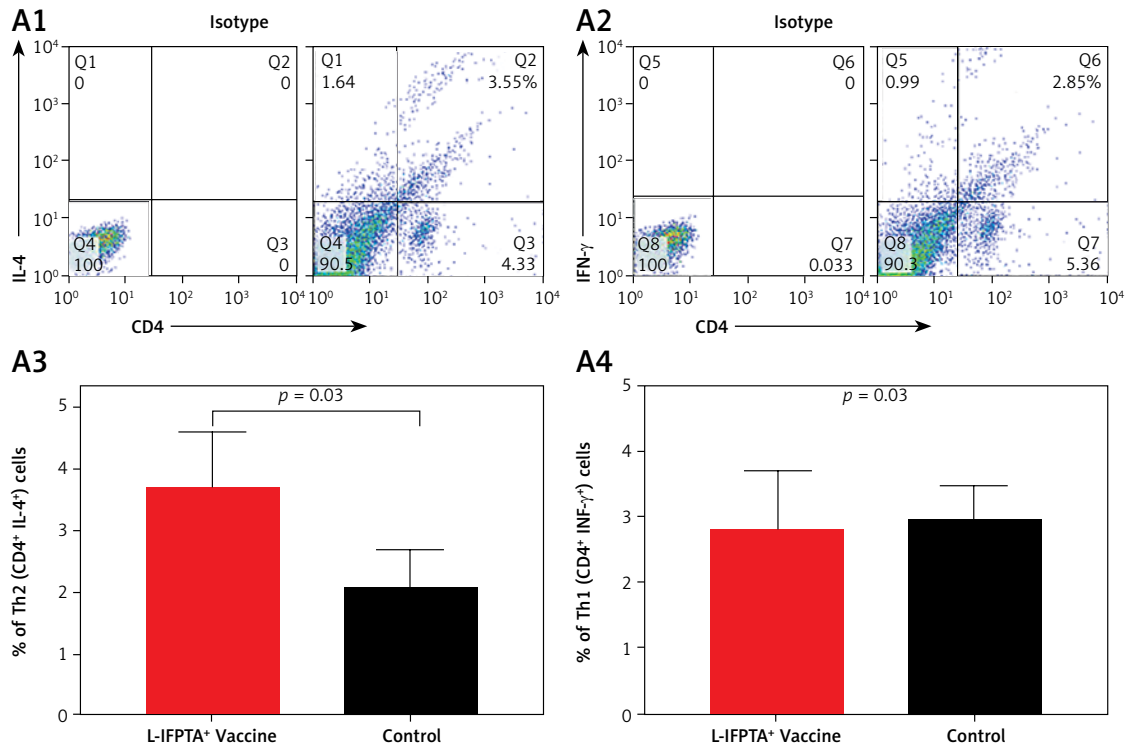 A1
Isotype
IL-4
10⁴
10³
10²
10¹
10⁰
Q1
0
Q2
0
Q4
100
Q3
0
10⁰ 10¹ 10² 10³ 10⁴
Q1
1.64
Q2
3.55%
Q4
90.5
Q3
4.33
10⁰ 10¹ 10² 10³ 10⁴
CD4
A2
Isotype
IFN-γ
10⁴
10³
10²
10¹
10⁰
Q5
0
Q6
0
Q8
100
Q7
0.033
10⁰ 10¹ 10² 10³ 10⁴
Q5
0.99
Q6
2.85%
Q8
90.3
Q7
5.36
10⁰ 10¹ 10² 10³ 10⁴
CD4
A3
% of Th2 (CD4⁺ IL-4⁺) cells
5
4
3
2
1
0
p = 0.03
L-IFPTA⁺ Vaccine Control
A4
% of Th1 (CD4⁺ INF-γ⁺) cells
5
4
3
2
1
0
p = 0.03
L-IFPTA⁺ Vaccine Control